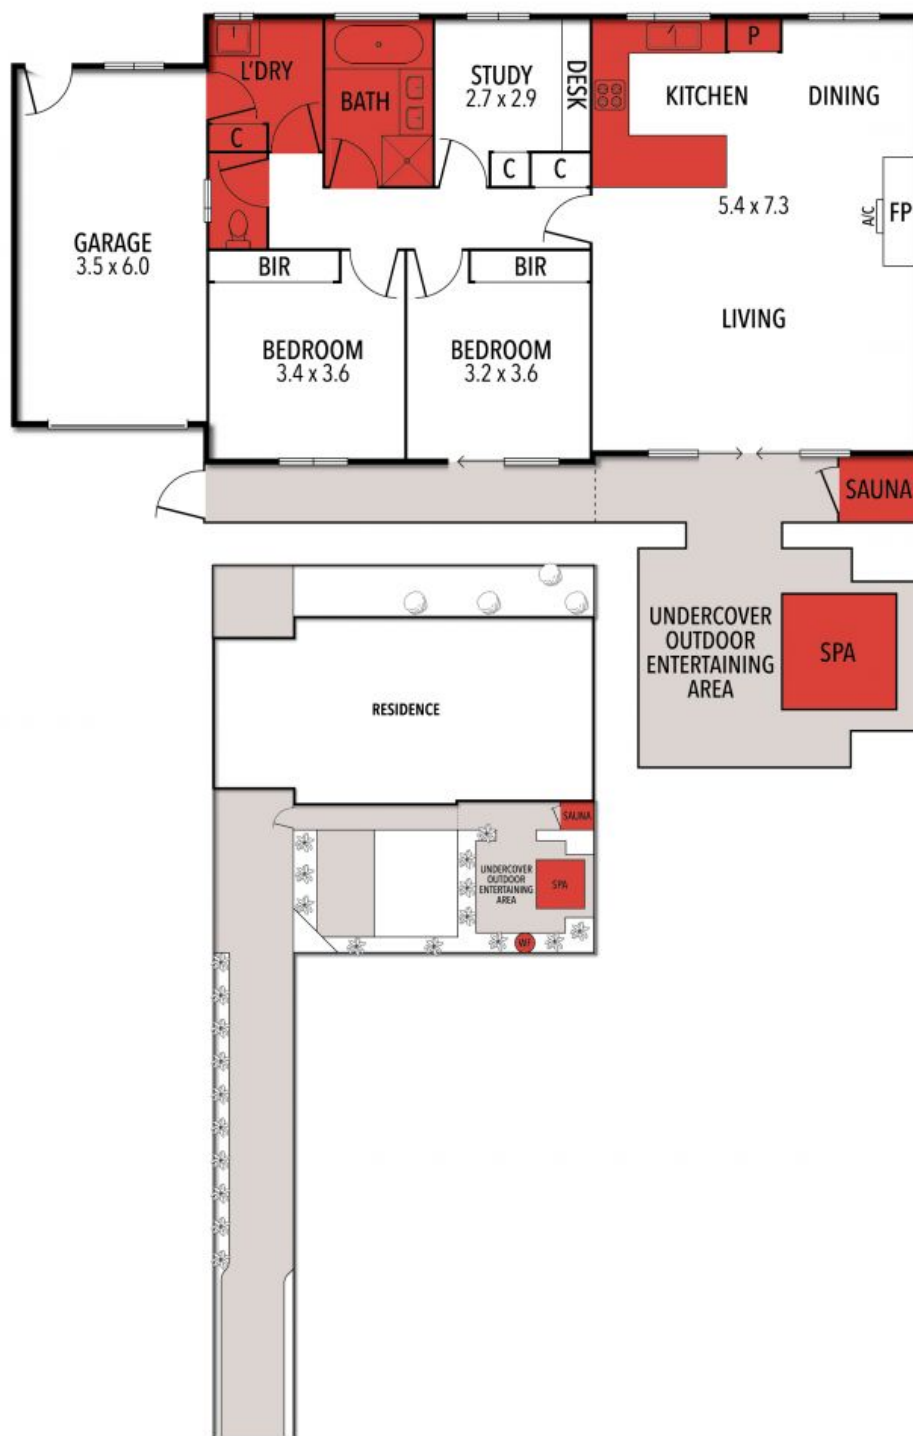 L'DRY
C
BATH
STUDY
2.7 x 2.9
DESK
C
C
P
KITCHEN
DINING
5.4 x 7.3
A/C
FP
LIVING
GARAGE
3.5 x 6.0
BIR
BEDROOM
3.4 x 3.6
BIR
BEDROOM
3.2 x 3.6
SAUNA
UNDERCOVER
OUTDOOR
ENTERTAINING
AREA
SPA
RESIDENCE
SAUNA
UNDERCOVER
OUTDOOR
ENTERTAINING
AREA
SPA
WF